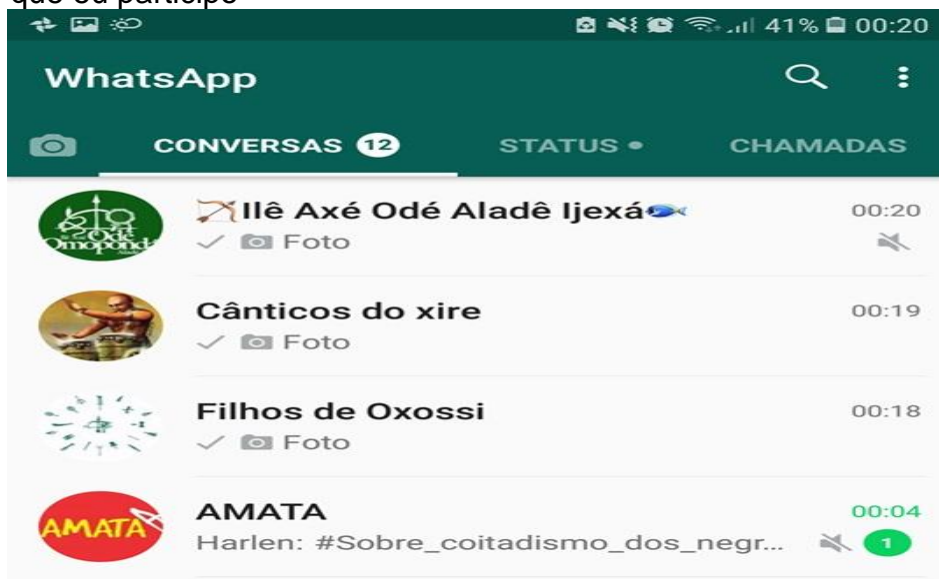 que eu participo
41% 00:20
WhatsApp
CONVERSAS 12 STATUS CHAMADAS
🏹Ilê Axé Odé Aladê Ijexá🐟 00:20
Foto
Odé
Omopondá
Cânticos do xire 00:19
Foto
Filhos de Oxossi 00:18
Foto
AMATA
AMATA 00:04
Harlen: #Sobre_coitadismo_dos_negr... 1